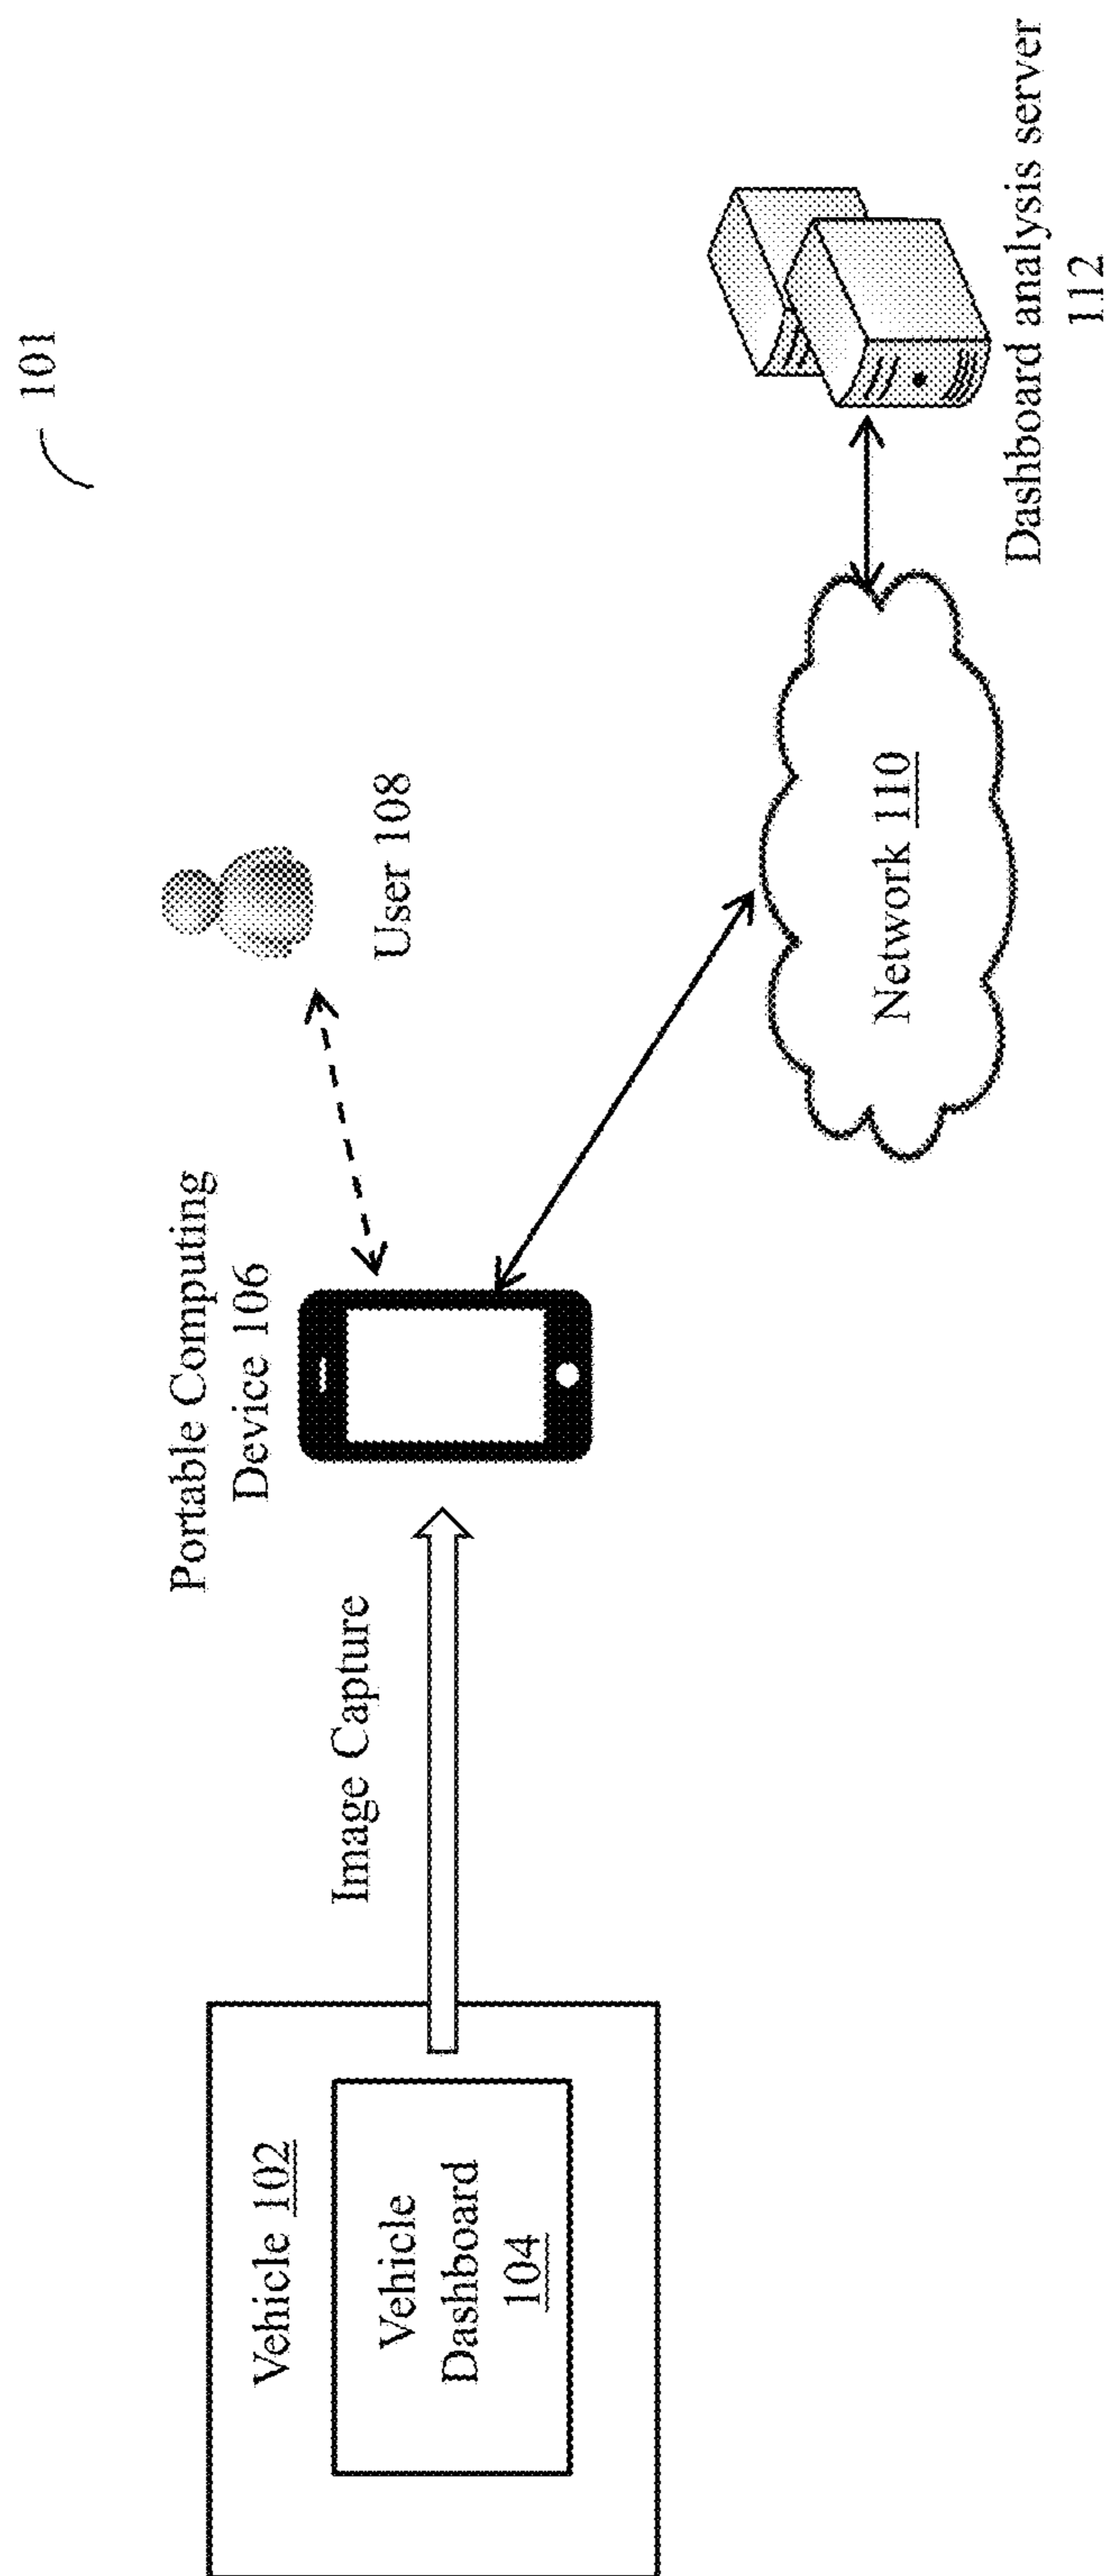 101
Vehicle 102
Vehicle
Dashboard
104
Image Capture
Portable Computing
Device 106
User 108
Network 110
Dashboard analysis server
112